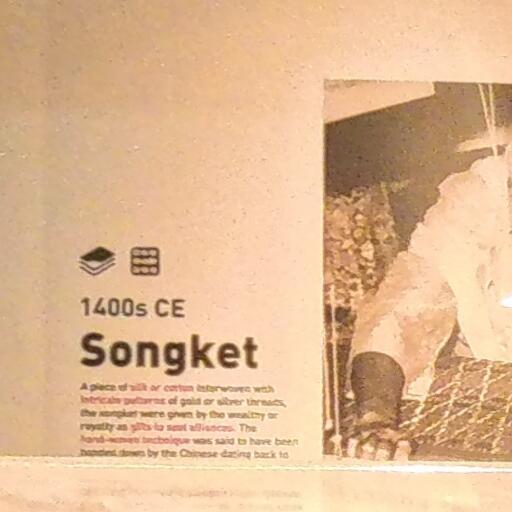 1400s CE
Songket
A piece of silk or cotton interwoven with
intricate patterns of gold or silver threads,
the songket were given by the wealthy or
royalty as gifts to seal alliances. The
hand-woven technique was said to have been
handed down by the Chinese dating back to